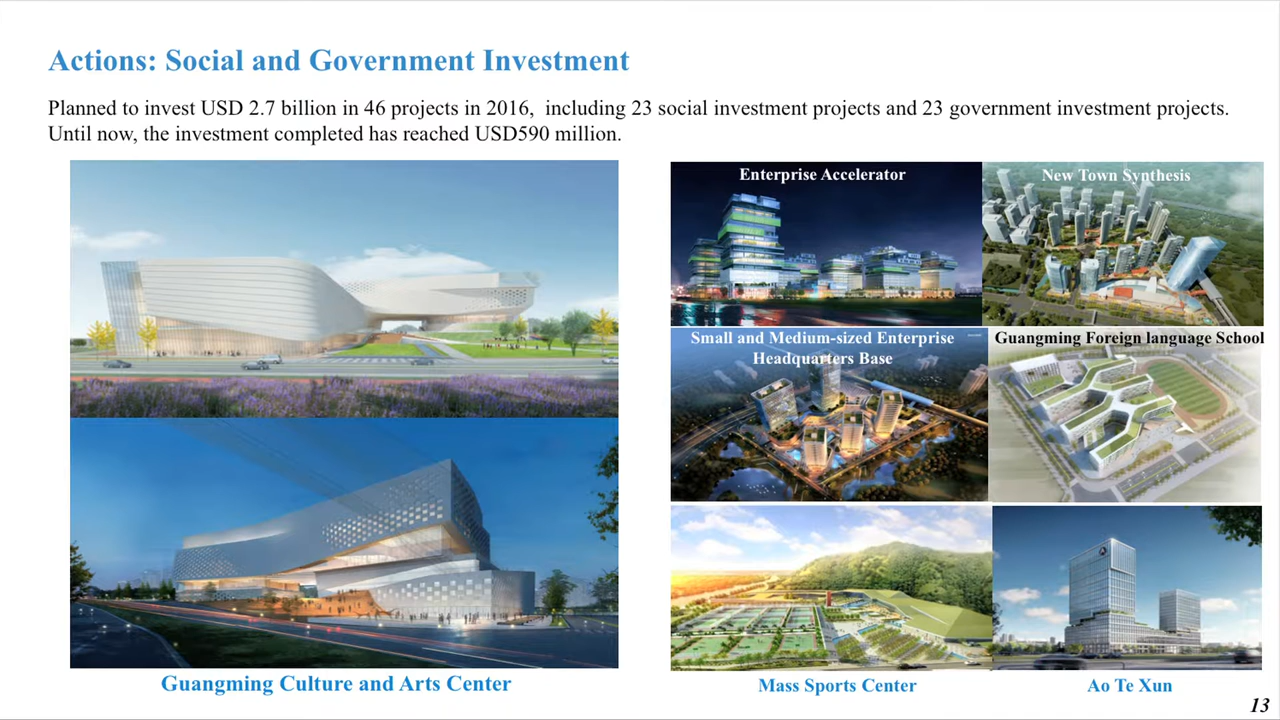 Actions: Social and Government Investment
Planned to invest USD 2.7 billion in 46 projects in 2016, including 23 social investment projects and 23 government investment projects.
Until now, the investment completed has reached USD590 million.
Enterprise Accelerator
New Town Synthesis
Small and Medium-sized Enterprise
Headquarters Base
Guangming Foreign language School
Guangming Culture and Arts Center
Mass Sports Center
Ao Te Xun
13